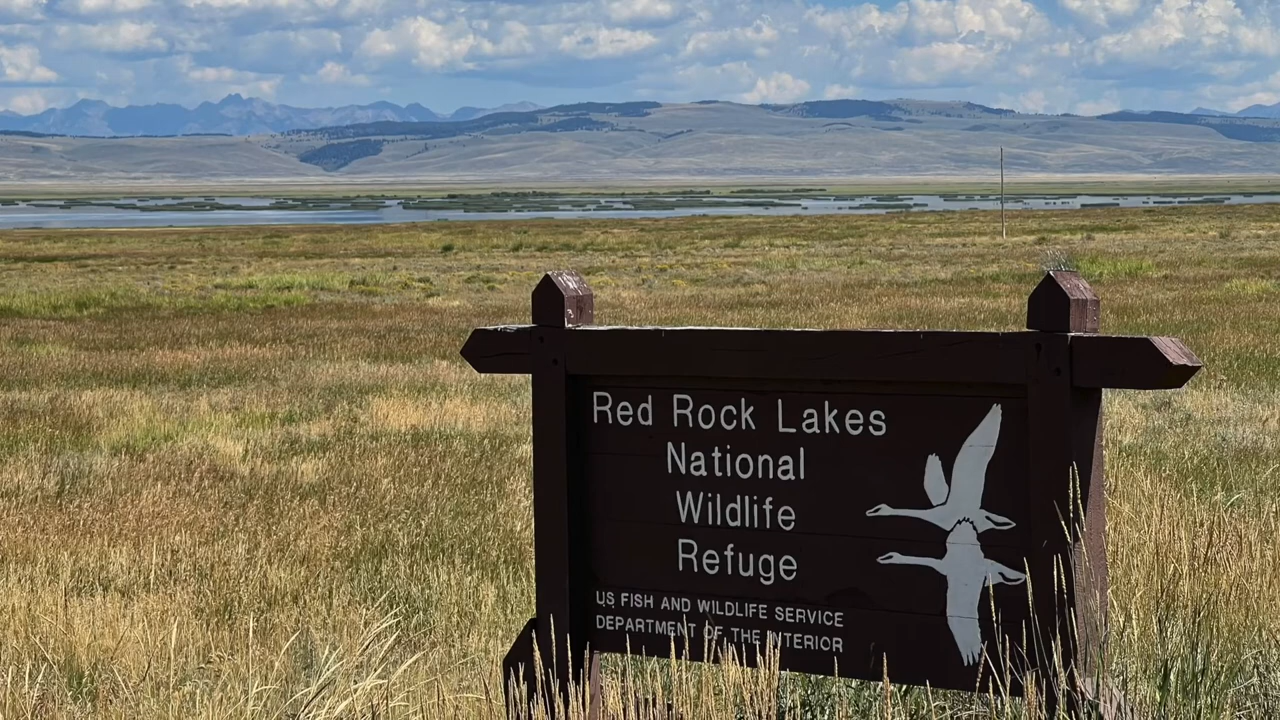 Red Rock Lakes
National
Wildlife
Refuge
US FISH AND WILDLIFE SERVICE
DEPARTMENT OF THE INTERIOR